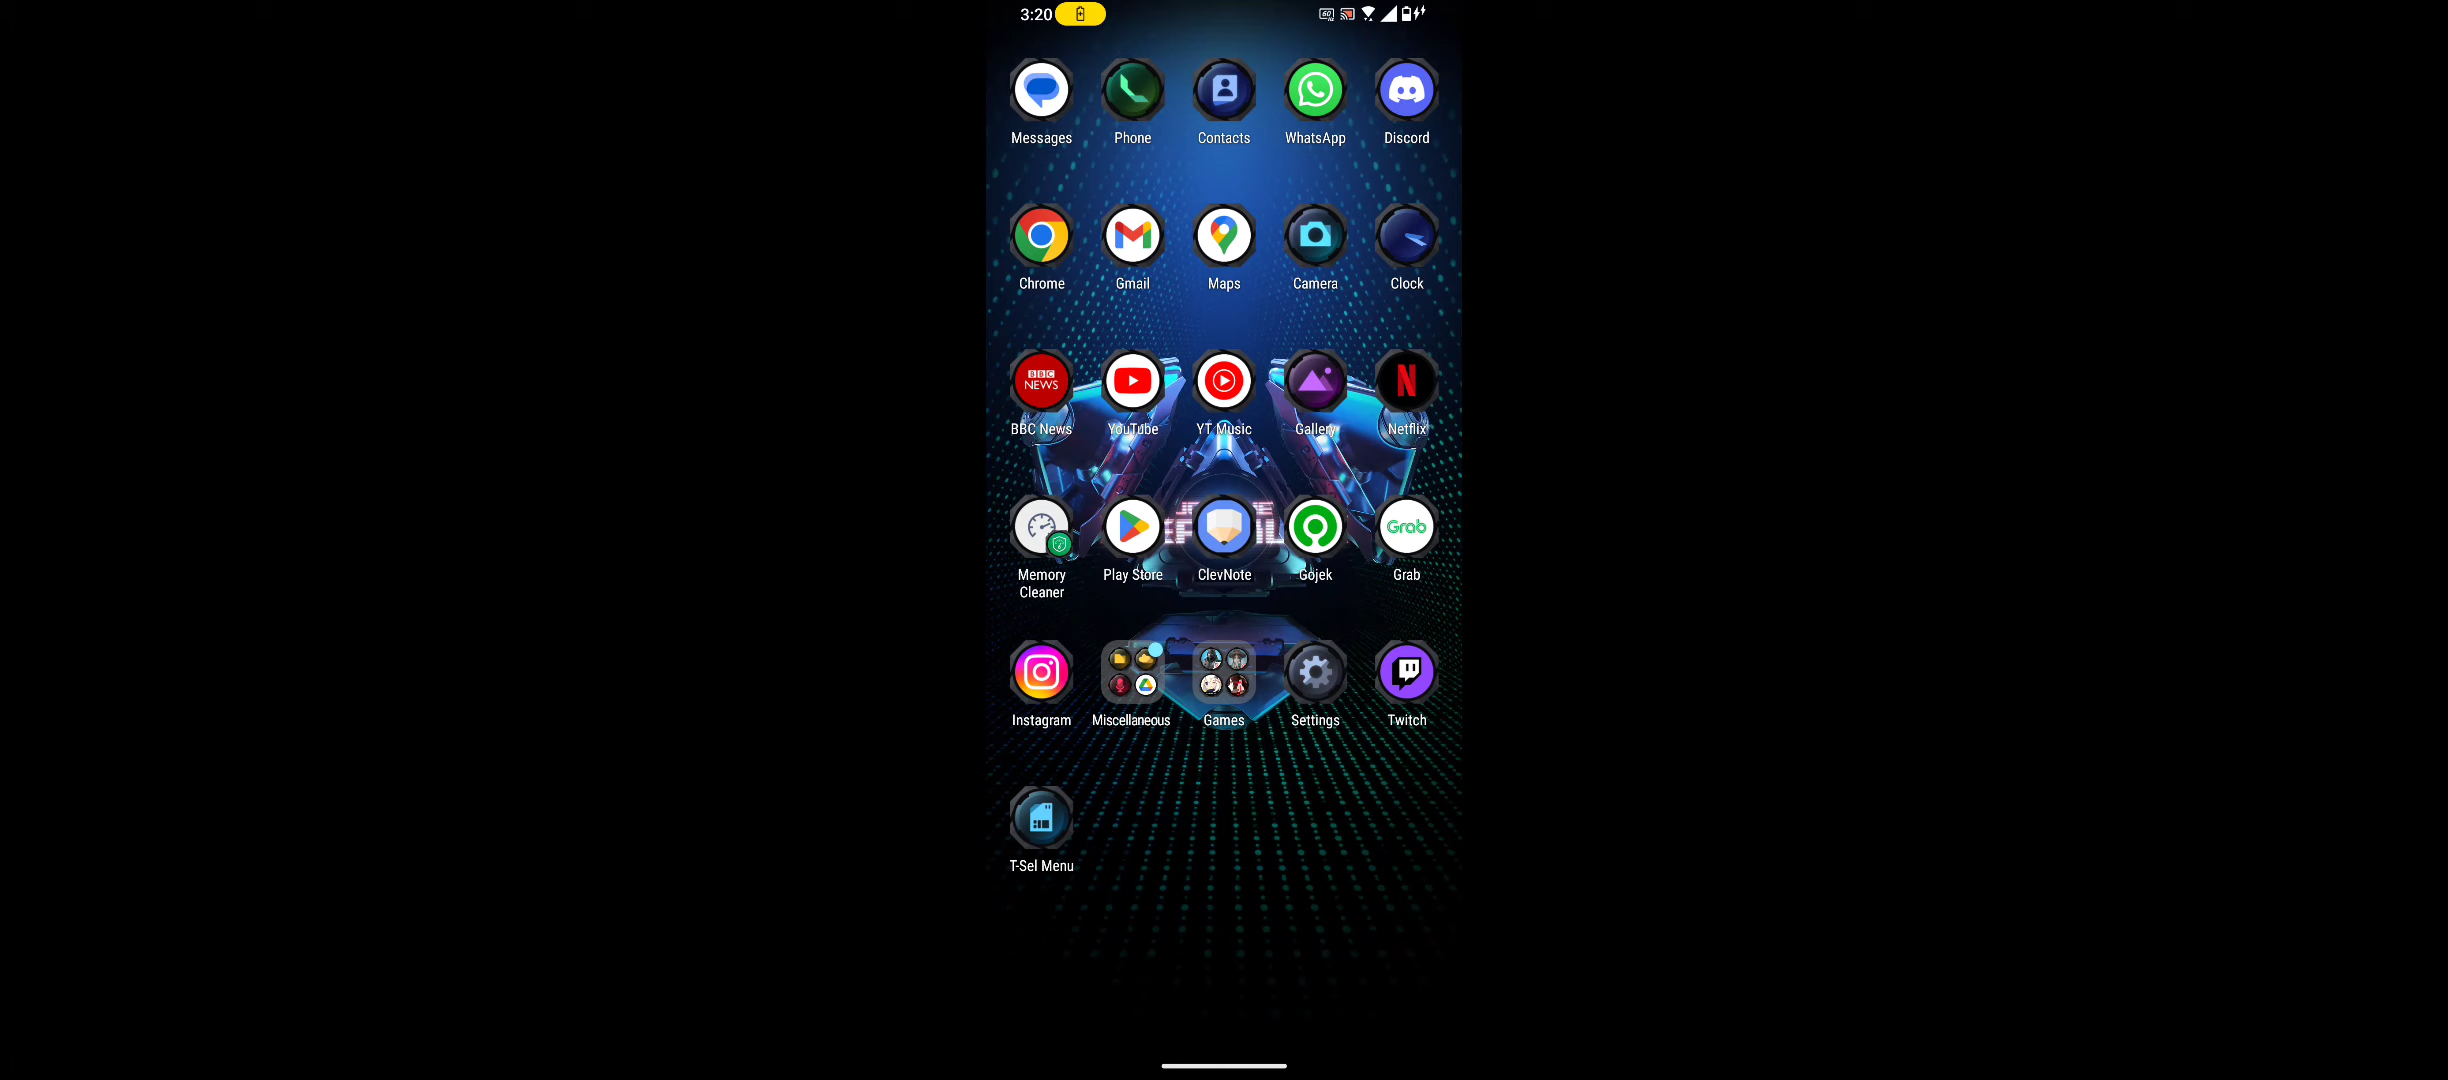 3:20
Messages
Phone
Contacts
WhatsApp
Discord
Chrome
Gmail
Maps
Camera
Clock
BBC
NEWS
BBC News
YouTube
YT Music
Gallery
Netflix
Grab
Memory
Cleaner
Play Store
ClevNote
Gojek
Grab
Instagram
Miscellaneous
Games
Settings
Twitch
T-Sel Menu